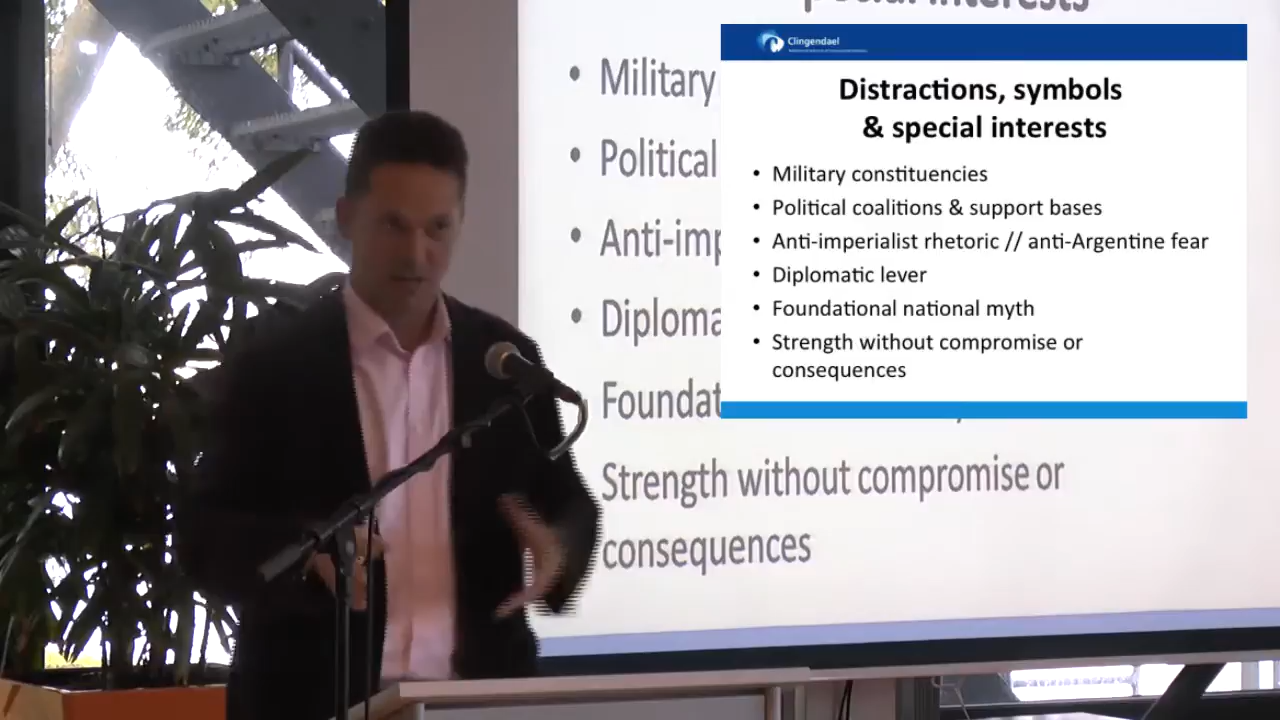 special interests
• Military
• Political
• Anti-imp
• Diploma
• Foundat
Strength without compromise or
consequences
Clingendael
Distractions, symbols
& special interests
• Military constituencies
• Political coalitions & support bases
• Anti-imperialist rhetoric // anti-Argentine fear
• Diplomatic lever
• Foundational national myth
• Strength without compromise or
consequences